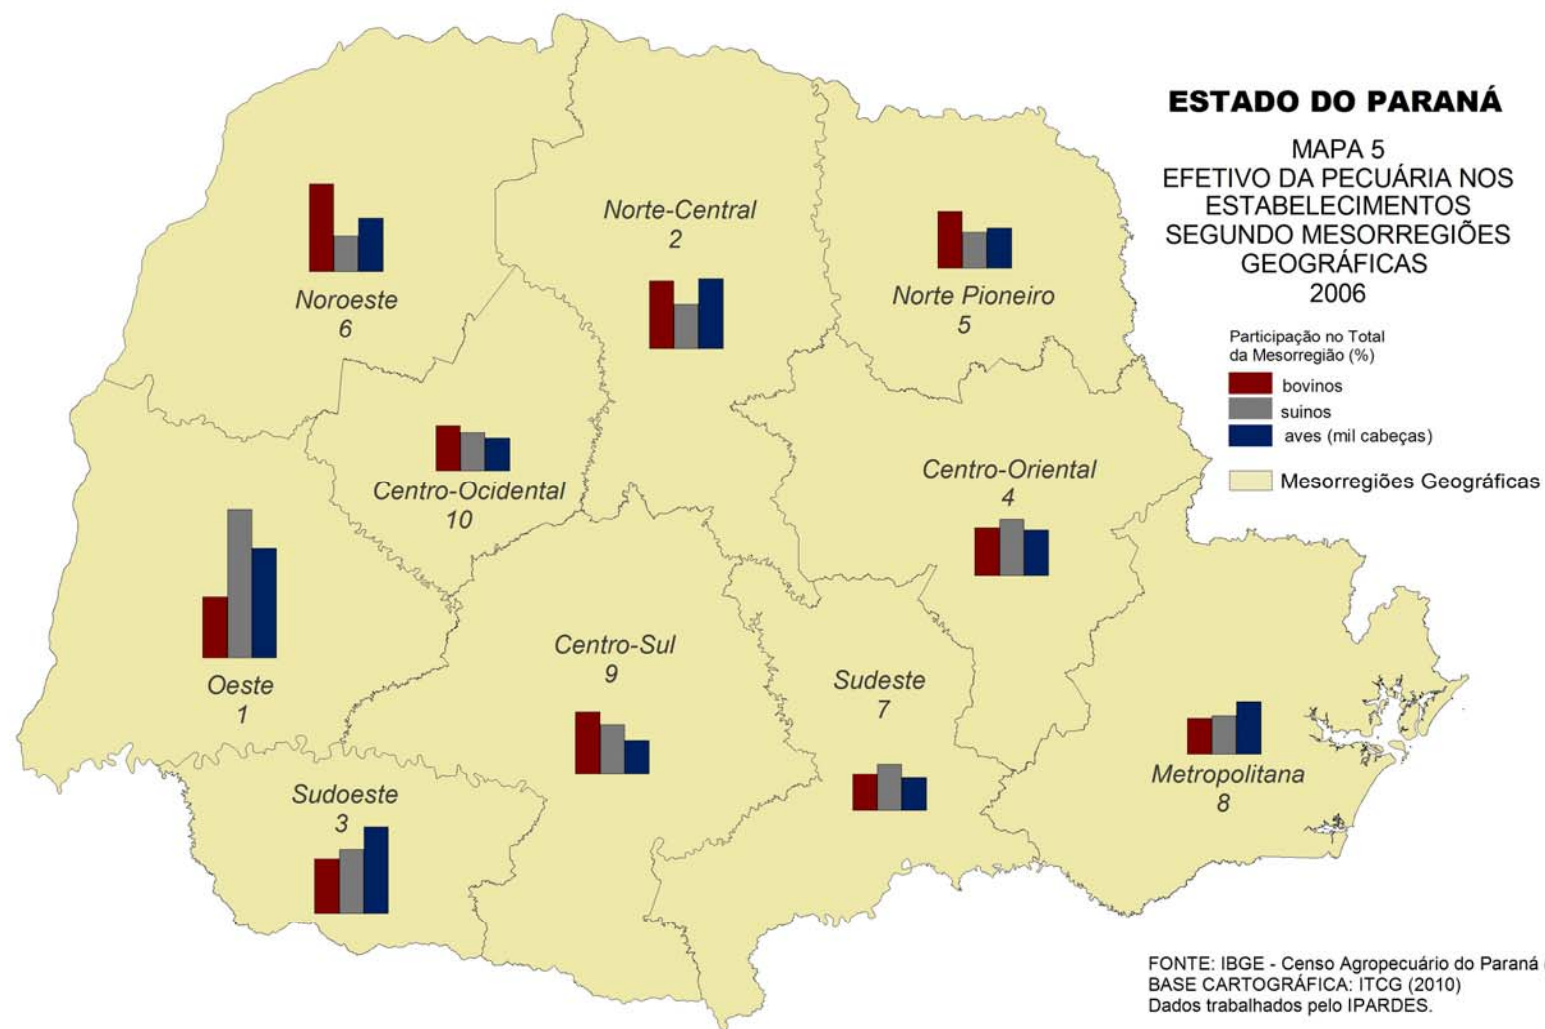 ESTADO DO PARANÁ
MAPA 5
EFETIVO DA PECUÁRIA NOS
ESTABELECIMENTOS
SEGUNDO MESORREGIÕES
GEOGRÁFICAS
2006
Participação no Total
da Mesorregião (%)
bovinos
suinos
aves (mil cabeças)
Mesorregiões Geográficas
Noroeste
6
Norte-Central
2
Norte Pioneiro
5
Centro-Ocidental
10
Centro-Oriental
4
Oeste
1
Centro-Sul
9
Sudeste
7
Metropolitana
8
Sudoeste
3
FONTE: IBGE - Censo Agropecuário do Paraná
BASE CARTOGRÁFICA: ITCG (2010)
Dados trabalhados pelo IPARDES.